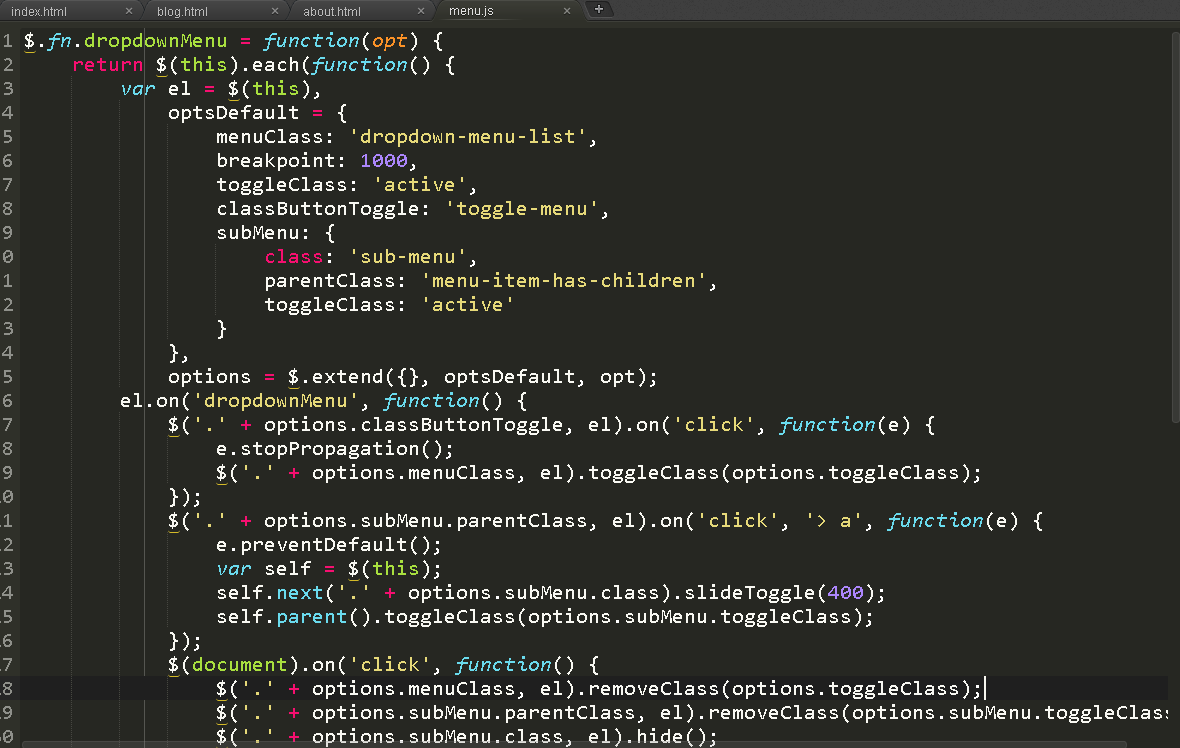 index.html × blog.html × about.html × menu.js × +
1 $.fn.dropdownMenu = function(opt) {
2     return $(this).each(function() {
3         var el = $(this),
4             optsDefault = {
5                 menuClass: 'dropdown-menu-list',
6                 breakpoint: 1000,
7                 toggleClass: 'active',
8                 classButtonToggle: 'toggle-menu',
9                 subMenu: {
0                     class: 'sub-menu',
1                     parentClass: 'menu-item-has-children',
2                     toggleClass: 'active'
3                 }
4             },
5             options = $.extend({}, optsDefault, opt);
6         el.on('dropdownMenu', function() {
7             $('.' + options.classButtonToggle, el).on('click', function(e) {
8                 e.stopPropagation();
9                 $('.' + options.menuClass, el).toggleClass(options.toggleClass);
0             });
1             $('.' + options.subMenu.parentClass, el).on('click', '> a', function(e) {
2                 e.preventDefault();
3                 var self = $(this);
4                 self.next('.' + options.subMenu.class).slideToggle(400);
5                 self.parent().toggleClass(options.subMenu.toggleClass);
6             });
7             $(document).on('click', function() {
8                 $('.' + options.menuClass, el).removeClass(options.toggleClass);
9                 $('.' + options.subMenu.parentClass, el).removeClass(options.subMenu.toggleClass
0                 $('.' + options.subMenu.class, el).hide();